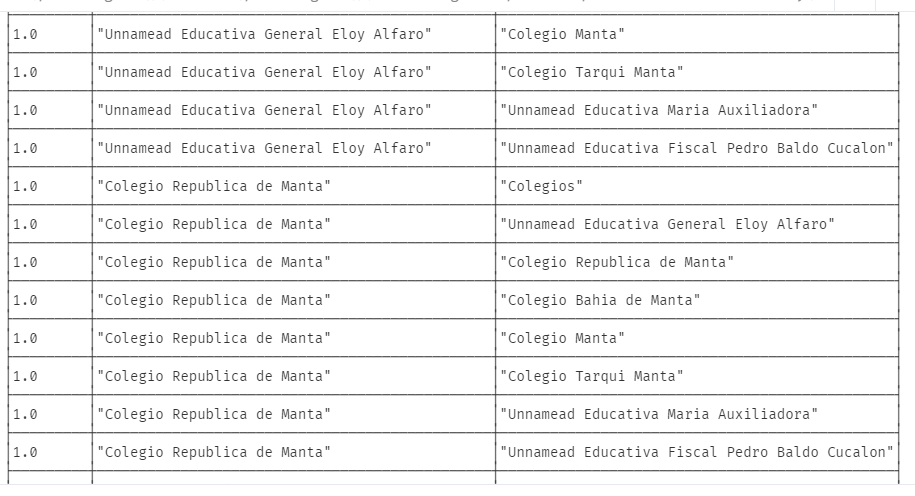 1.0 "Unnamead Educativa General Eloy Alfaro" "Colegio Manta"
1.0 "Unnamead Educativa General Eloy Alfaro" "Colegio Tarqui Manta"
1.0 "Unnamead Educativa General Eloy Alfaro" "Unnamead Educativa Maria Auxiliadora"
1.0 "Unnamead Educativa General Eloy Alfaro" "Unnamead Educativa Fiscal Pedro Baldo Cucalon"
1.0 "Colegio Republica de Manta" "Colegios"
1.0 "Colegio Republica de Manta" "Unnamead Educativa General Eloy Alfaro"
1.0 "Colegio Republica de Manta" "Colegio Republica de Manta"
1.0 "Colegio Republica de Manta" "Colegio Bahia de Manta"
1.0 "Colegio Republica de Manta" "Colegio Manta"
1.0 "Colegio Republica de Manta" "Colegio Tarqui Manta"
1.0 "Colegio Republica de Manta" "Unnamead Educativa Maria Auxiliadora"
1.0 "Colegio Republica de Manta" "Unnamead Educativa Fiscal Pedro Baldo Cucalon"